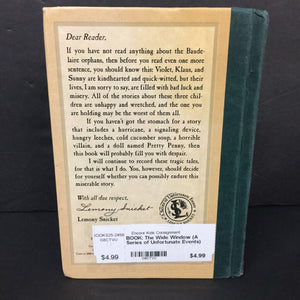 Dear Reader,
If you have not read anything about the Baude-
laire orphans, then before you read even one more
sentence, you should know this: Violet, Klaus, and
Sunny are kindhearted and quick-witted, but their
lives, I am sorry to say, are filled with bad luck and
misery. All of the stories about these three children
are unhappy and wretched, and the one you
are holding may be the worst of them all.
If you haven't got the stomach for a story
that includes a hurricane, a signaling device,
hungry leeches, cold cucumber soup, a horrible
villain, and a doll named Pretty Penny, then
this book will probably fill you with despair.
I will continue to record these tragic tales,
for that is what I do. You, however, should decide
for yourself whether you can possibly endure
this miserable story.
With all due respect,
Lemony Snicket
Lemony Snicket
Encore Kids Consignment
BOOK: The Wide Window (A
Series of Unfortunate Events)
$4.99
$4.99